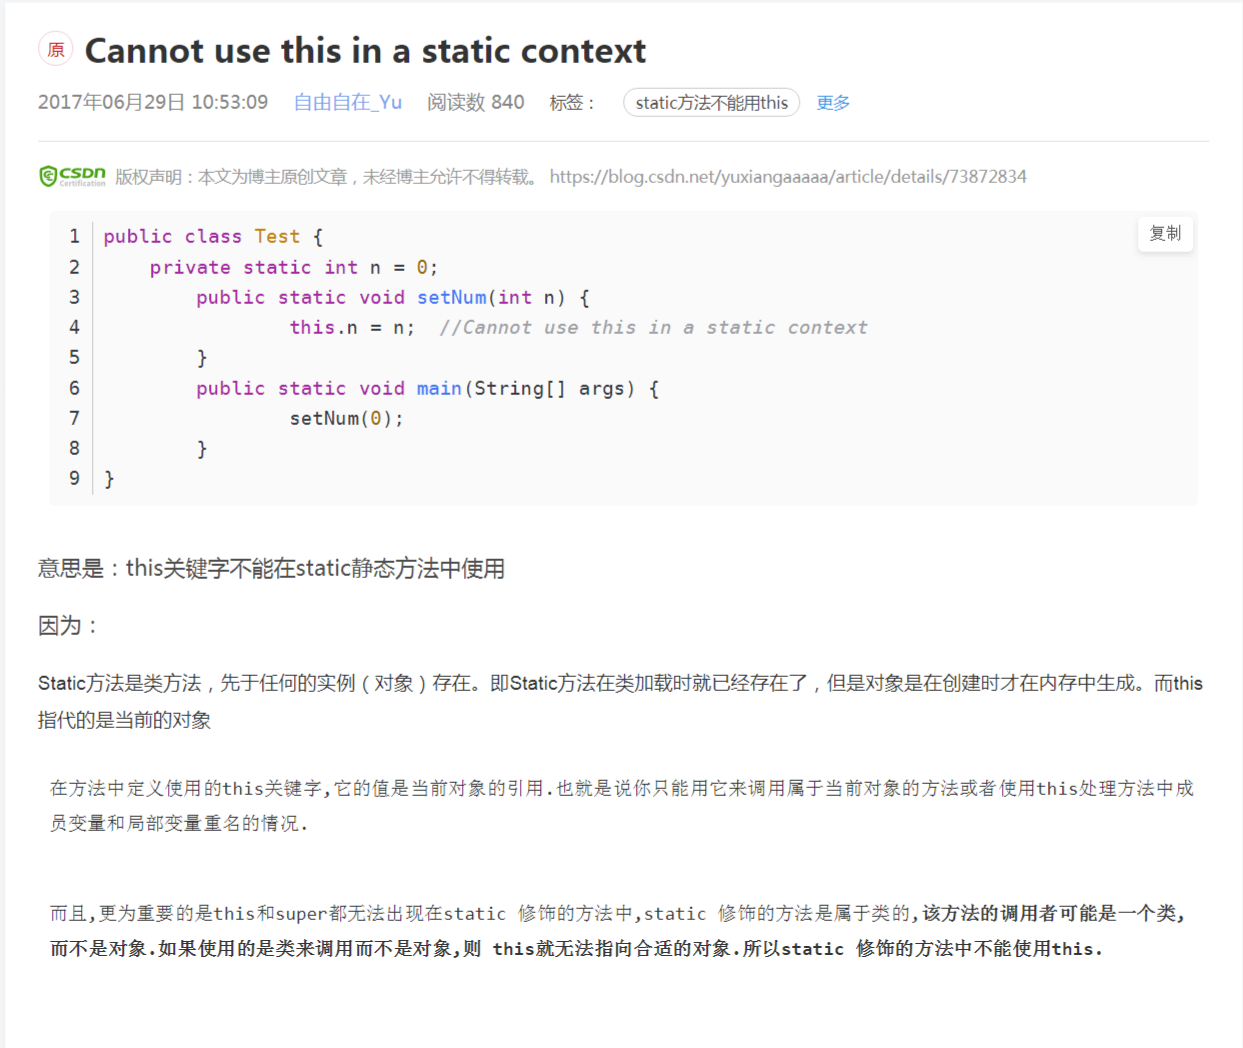 原 Cannot use this in a static context
2017年06月29日 10:53:09 自由自在_Yu 阅读数 840 标签： static方法不能用this 更多
CSDN Certification 版权声明：本文为博主原创文章，未经博主允许不得转载。 https://blog.csdn.net/yuxiangaaaaa/article/details/73872834
复制
1 public class Test {
2 private static int n = 0;
3 public static void setNum(int n) {
4 this.n = n; //Cannot use this in a static context
5 }
6 public static void main(String[] args) {
7 setNum(0);
8 }
9 }
意思是：this关键字不能在static静态方法中使用
因为：
Static方法是类方法，先于任何的实例（对象）存在。即Static方法在类加载时就已经存在了，但是对象是在创建时才在内存中生成。而this
指代的是当前的对象
在方法中定义使用的this关键字,它的值是当前对象的引用.也就是说你只能用它来调用属于当前对象的方法或者使用this处理方法中成
员变量和局部变量重名的情况.
而且,更为重要的是this和super都无法出现在static 修饰的方法中,static 修饰的方法是属于类的,该方法的调用者可能是一个类,
而不是对象.如果使用的是类来调用而不是对象,则 this就无法指向合适的对象.所以static 修饰的方法中不能使用this.